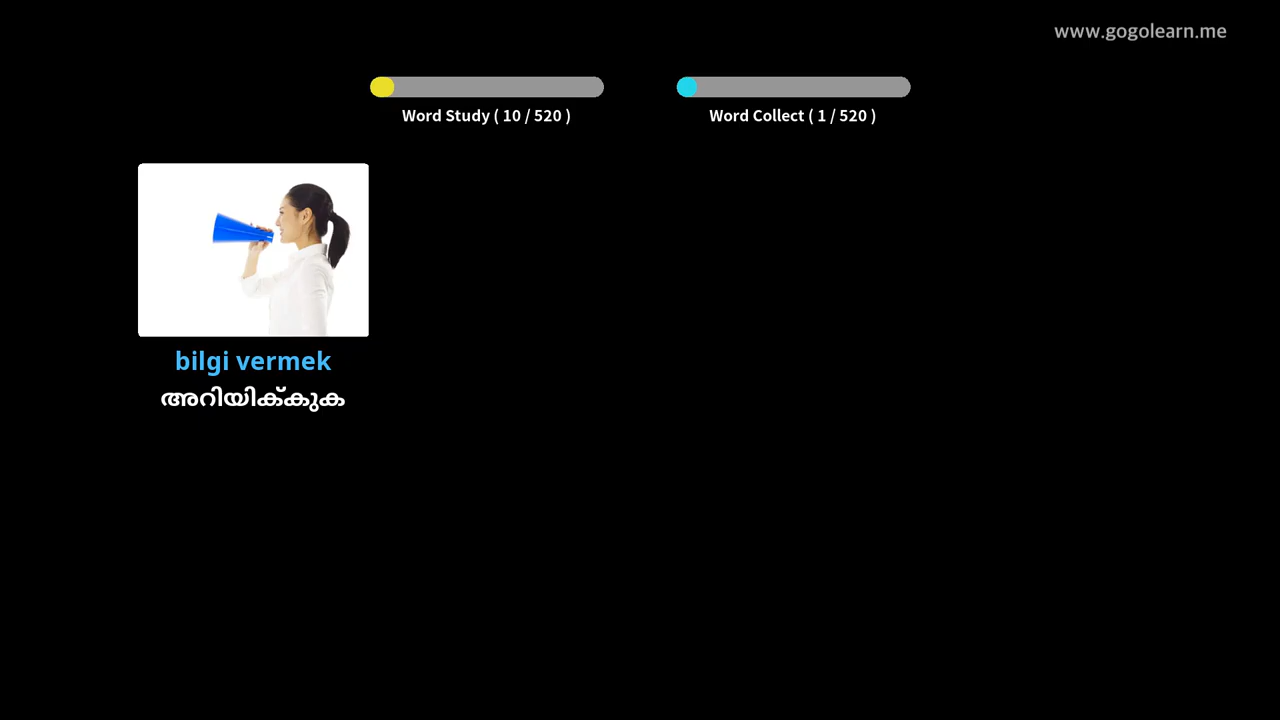 www.gogolearn.me
Word Study ( 10 / 520 )
Word Collect ( 1 / 520 )
bilgi vermek
അറിയിക്കുക